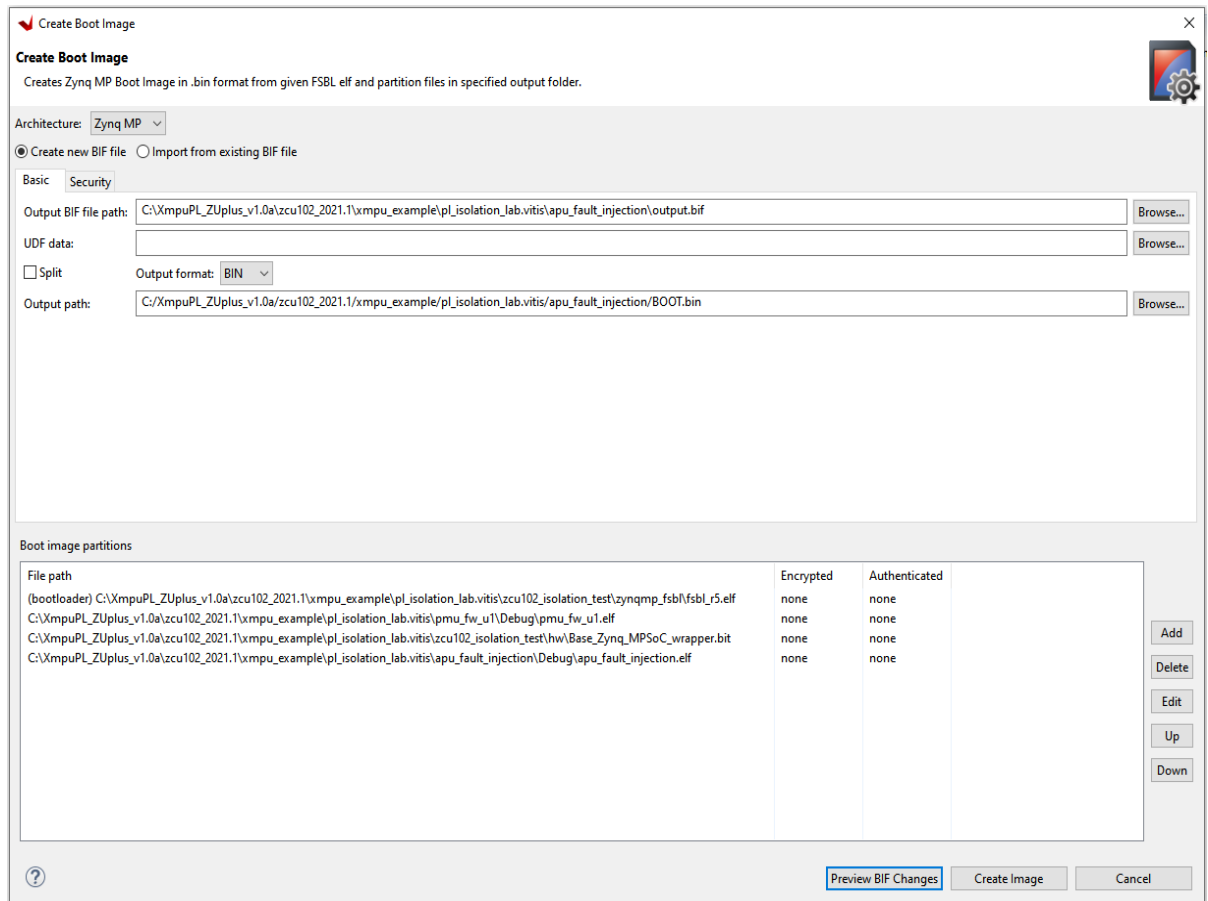 Create Boot Image
Create Boot Image
Creates Zynq MP Boot Image in .bin format from given FSBL elf and partition files in specified output folder.
Architecture: Zynq MP
Create new BIF file Import from existing BIF file
Basic Security
Output BIF file path: C:\XmpuPL_ZUplus_v1.0a\zcu102_2021.1\xmpu_example\pl_isolation_lab.vitis\apu_fault_injection\output.bif Browse...
UDF data: Browse...
Split Output format: BIN
Output path: C:/XmpuPL_ZUplus_v1.0a/zcu102_2021.1/xmpu_example/pl_isolation_lab.vitis/apu_fault_injection/BOOT.bin Browse...
Boot image partitions
File path Encrypted Authenticated
(bootloader) C:\XmpuPL_ZUplus_v1.0a\zcu102_2021.1\xmpu_example\pl_isolation_lab.vitis\zcu102_isolation_test\zynqmp_fsbl\fsbl_r5.elf none none
C:\XmpuPL_ZUplus_v1.0a\zcu102_2021.1\xmpu_example\pl_isolation_lab.vitis\pmu_fw_u1\Debug\pmu_fw_u1.elf none none
C:\XmpuPL_ZUplus_v1.0a\zcu102_2021.1\xmpu_example\pl_isolation_lab.vitis\zcu102_isolation_test\hw\Base_Zynq_MPSoC_wrapper.bit none none
C:\XmpuPL_ZUplus_v1.0a\zcu102_2021.1\xmpu_example\pl_isolation_lab.vitis\apu_fault_injection\Debug\apu_fault_injection.elf none none
Add
Delete
Edit
Up
Down
? Preview BIF Changes Create Image Cancel